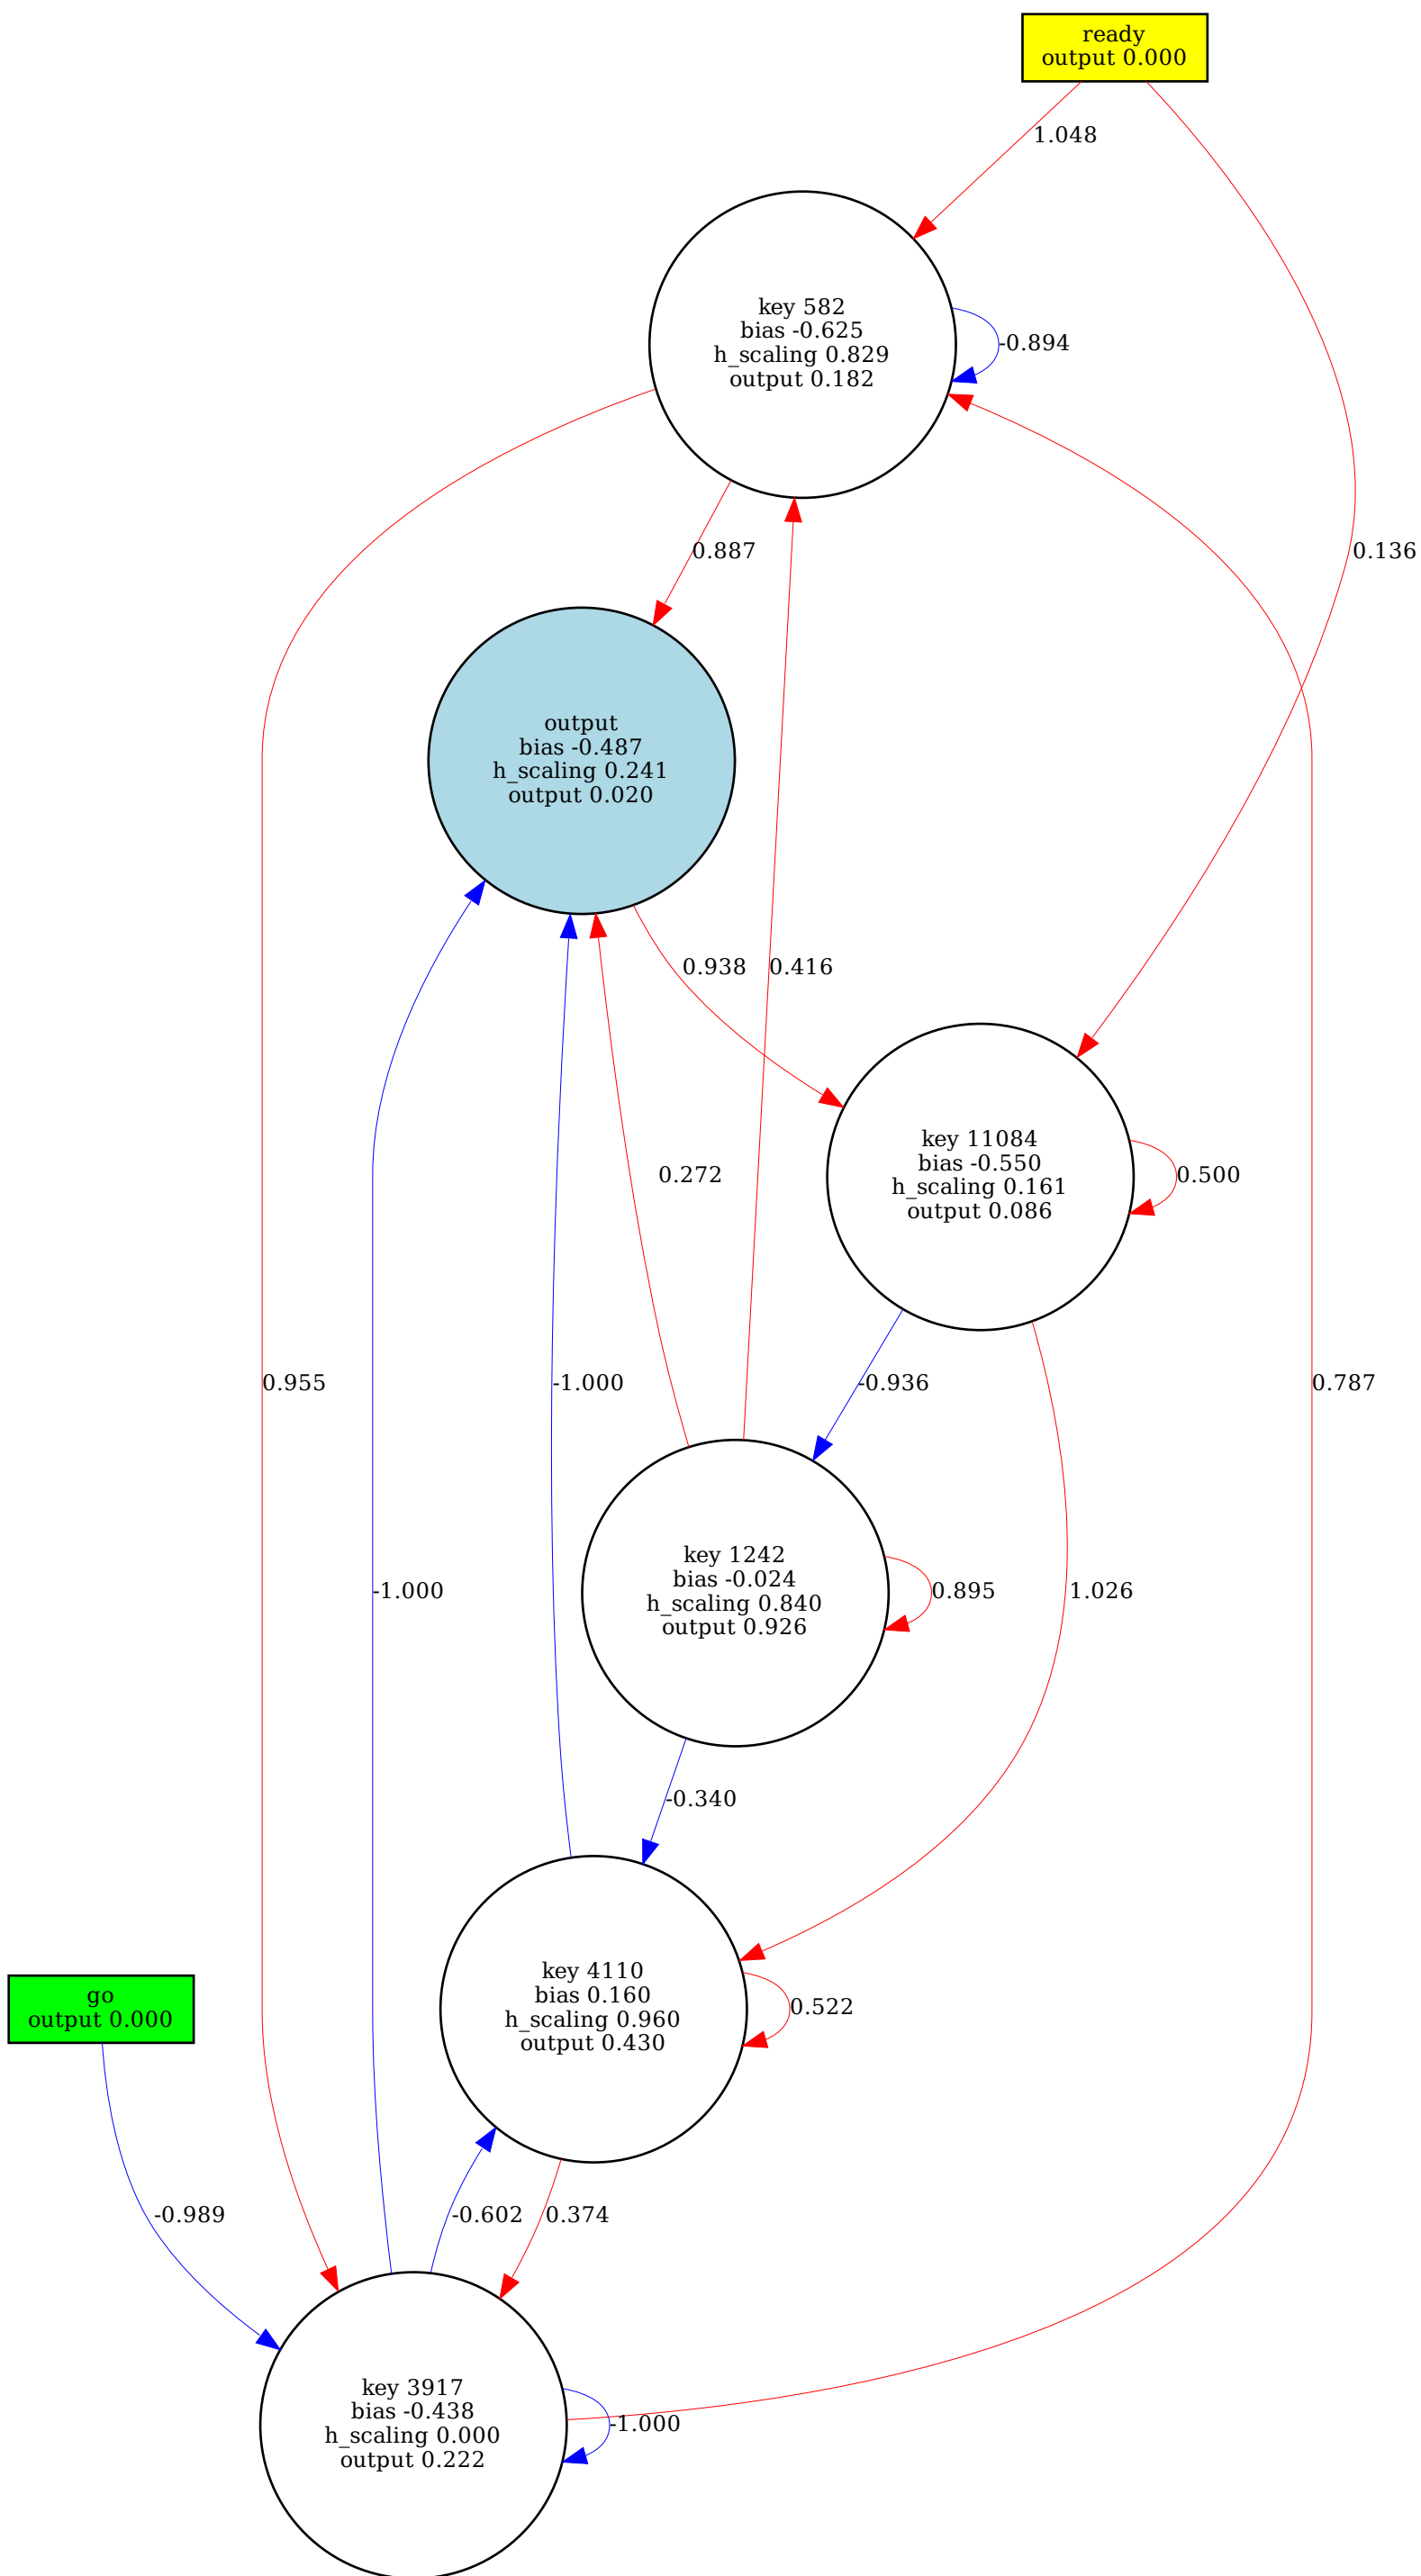 ready
output 0.000
1.048
key 582
bias -0.625
h_scaling 0.829
output 0.182
-0.894
0.887
0.136
output
bias -0.487
h_scaling 0.241
output 0.020
0.938
0.416
key 11084
bias -0.550
h_scaling 0.161
output 0.086
0.272
0.500
0.955
-1.000
-0.936
0.787
key 1242
bias -0.024
h_scaling 0.840
output 0.926
-1.000
0.895
1.026
-0.340
key 4110
bias 0.160
h_scaling 0.960
output 0.430
go
output 0.000
0.522
-0.989
-0.602
0.374
key 3917
bias -0.438
h_scaling 0.000
output 0.222
-1.000